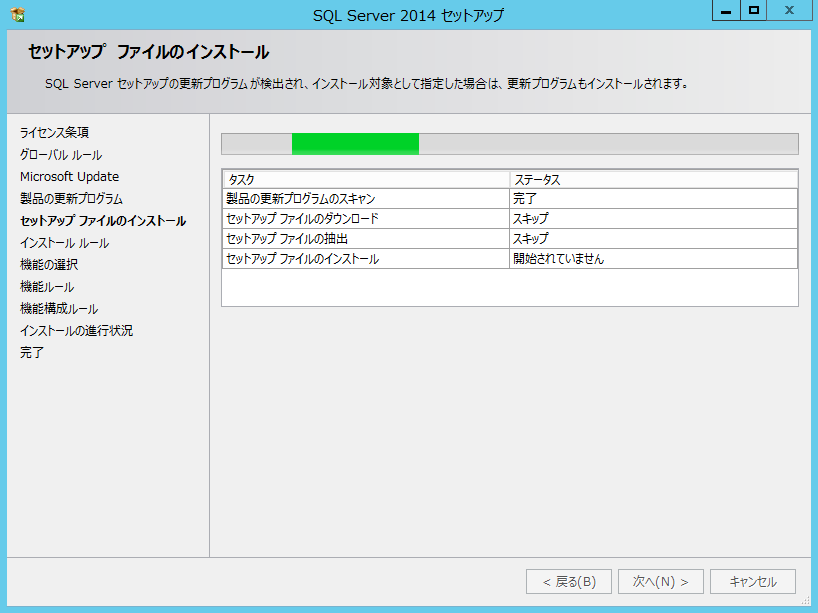 SQL Server 2014 セットアップ
セットアップ ファイルのインストール
SQL Server セットアップの更新プログラムが検出され、インストール対象として指定した場合は、更新プログラムもインストールされます。
ライセンス条項
グローバル ルール
Microsoft Update
製品の更新プログラム
セットアップ ファイルのインストール
インストール ルール
機能の選択
機能ルール
機能構成ルール
インストールの進行状況
完了
タスク ステータス
製品の更新プログラムのスキャン 完了
セットアップ ファイルのダウンロード スキップ
セットアップ ファイルの抽出 スキップ
セットアップ ファイルのインストール 開始されていません
< 戻る(B) 次へ(N) > キャンセル